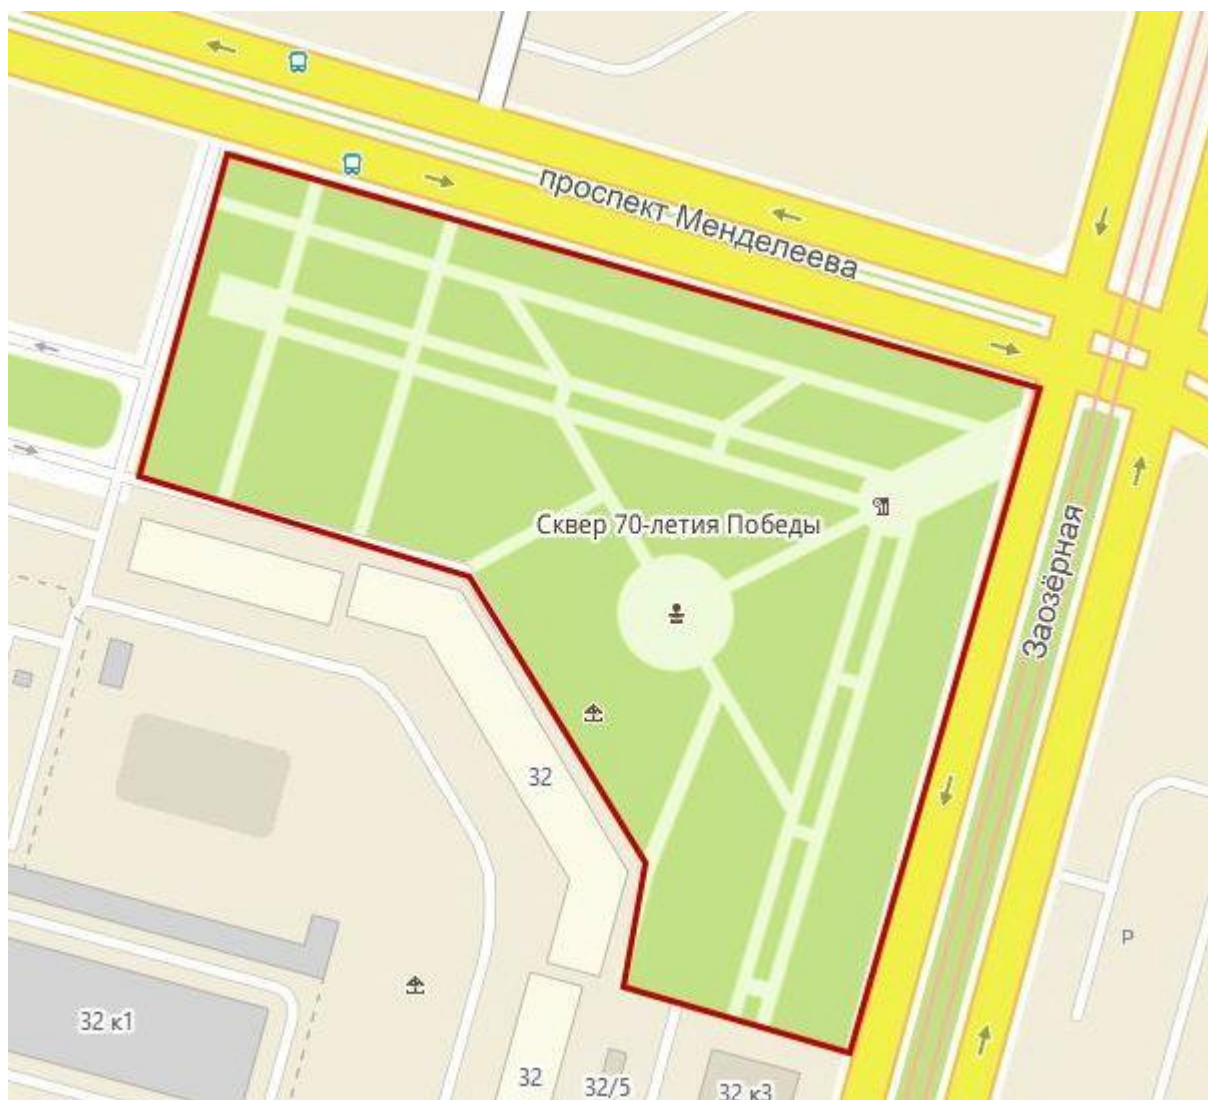 проспект Менделеева
Сквер 70-летия Победы
Заозёрная
32
P
32 к1
32
32/5
32 к3